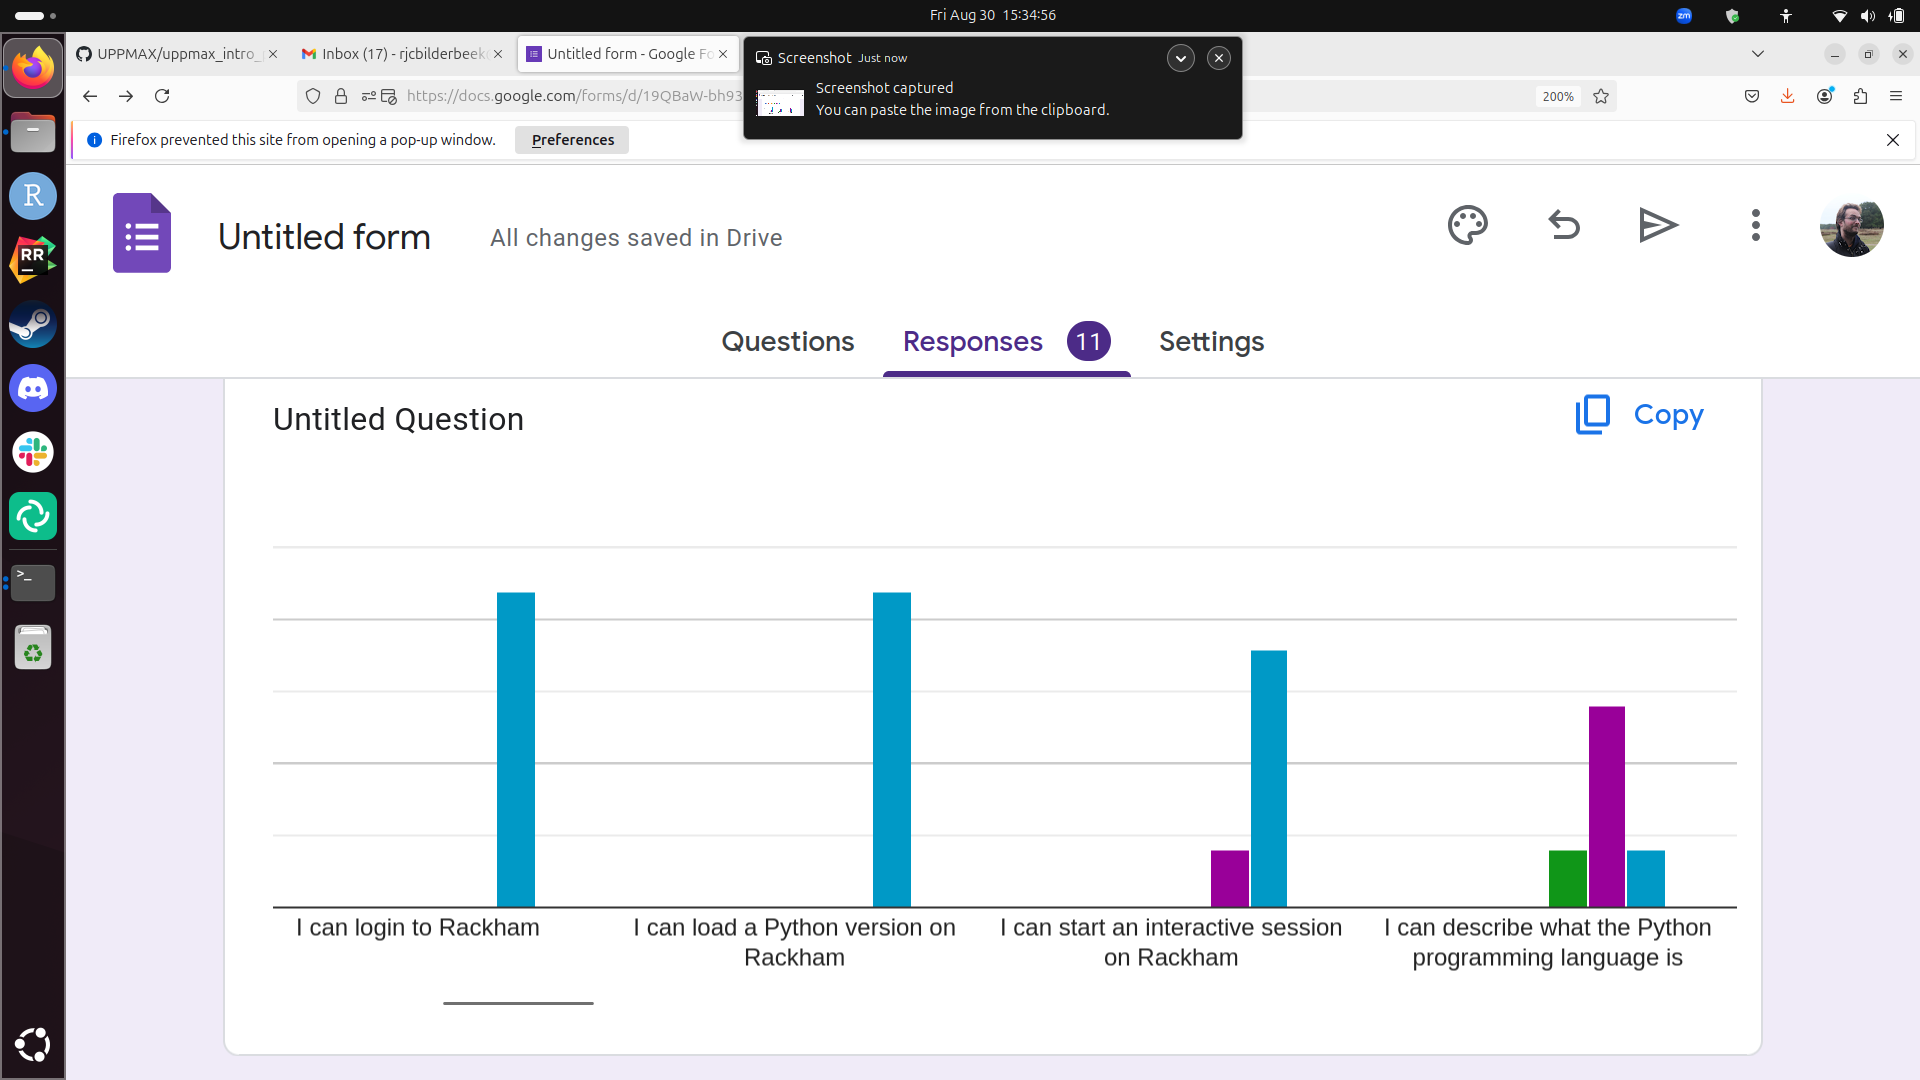 Fri Aug 30 15:34:56
zm
UPPMAX/uppmax_intro_
Inbox (17) - rjcbilderbeek
Untitled form - Google Fo
Screenshot Just now
Screenshot captured
You can paste the image from the clipboard.
https://docs.google.com/forms/d/19QBaW-bh93
200%
Firefox prevented this site from opening a pop-up window.
Preferences
R
RR
>_
Untitled form
All changes saved in Drive
Questions
Responses 11
Settings
Untitled Question
Copy
I can login to Rackham
I can load a Python version on
Rackham
I can start an interactive session
on Rackham
I can describe what the Python
programming language is